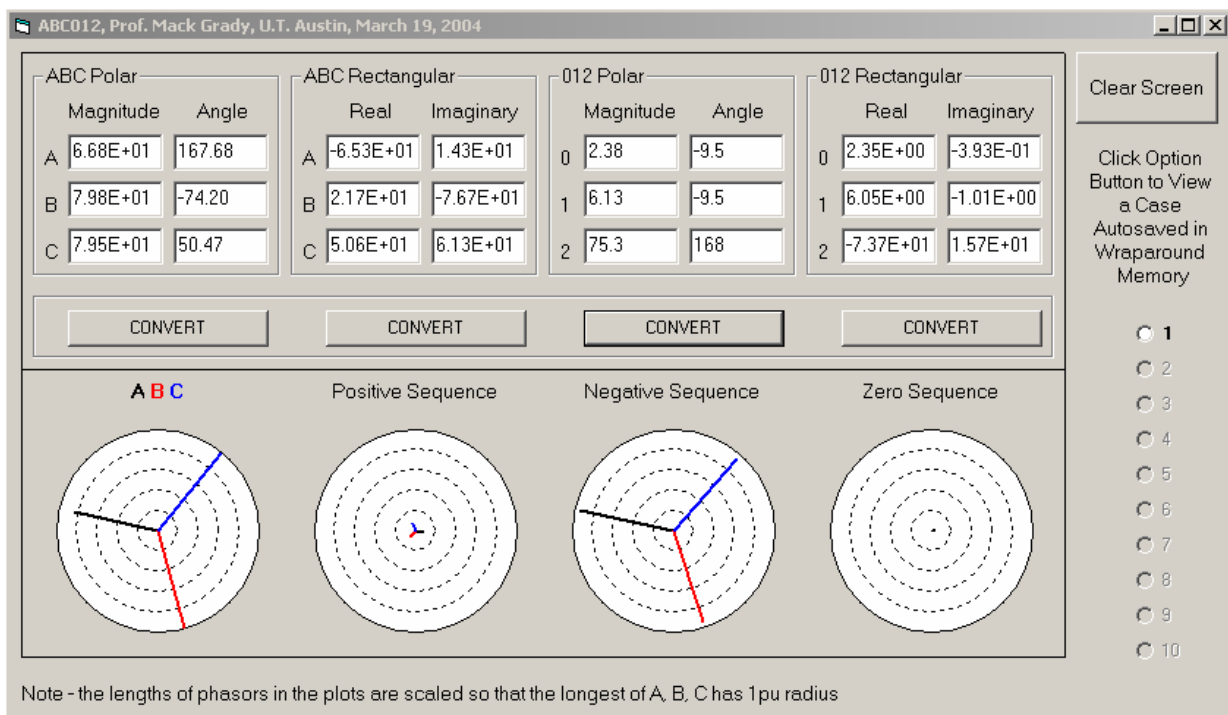 ABC012, Prof. Mack Grady, U.T. Austin, March 19, 2004
ABC Polar
Magnitude Angle
A 6.68E+01 167.68
B 7.98E+01 -74.20
C 7.95E+01 50.47
ABC Rectangular
Real Imaginary
A -6.53E+01 1.43E+01
B 2.17E+01 -7.67E+01
C 5.06E+01 6.13E+01
012 Polar
Magnitude Angle
0 2.38 -9.5
1 6.13 -9.5
2 75.3 168
012 Rectangular
Real Imaginary
0 2.35E+00 -3.93E-01
1 6.05E+00 -1.01E+00
2 -7.37E+01 1.57E+01
CONVERT CONVERT CONVERT CONVERT
A B C Positive Sequence Negative Sequence Zero Sequence
Clear Screen
Click Option
Button to View
a Case
Autosaved in
Wraparound
Memory
1
2
3
4
5
6
7
8
9
10
Note - the lengths of phasors in the plots are scaled so that the longest of A, B, C has 1pu radius